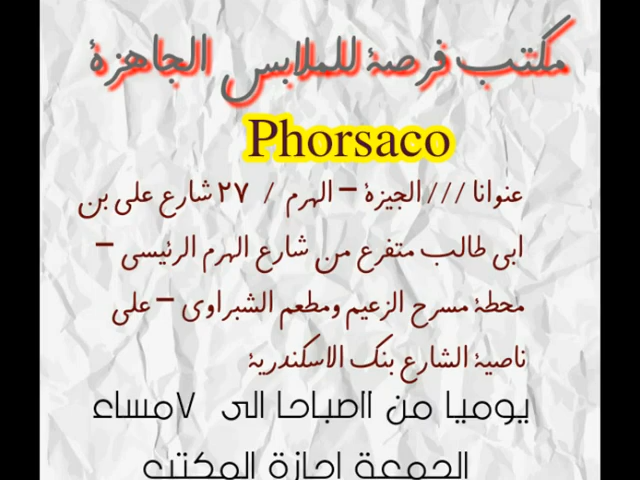 مكتب فرصة للملابس الجاهزة
Phorsaco
عنوانا /// الجيزة – الهرم / ٢٧ شارع على بن
ابى طالب متفرع من شارع الهرم الرئيسى –
محطة مسرح الزعيم ومطعم الشبراوى – على
ناصية الشارع بنك الاسكندرية
يوميا من ١١صباحا الى ٧مساء
الجمعة اجازة المكتب